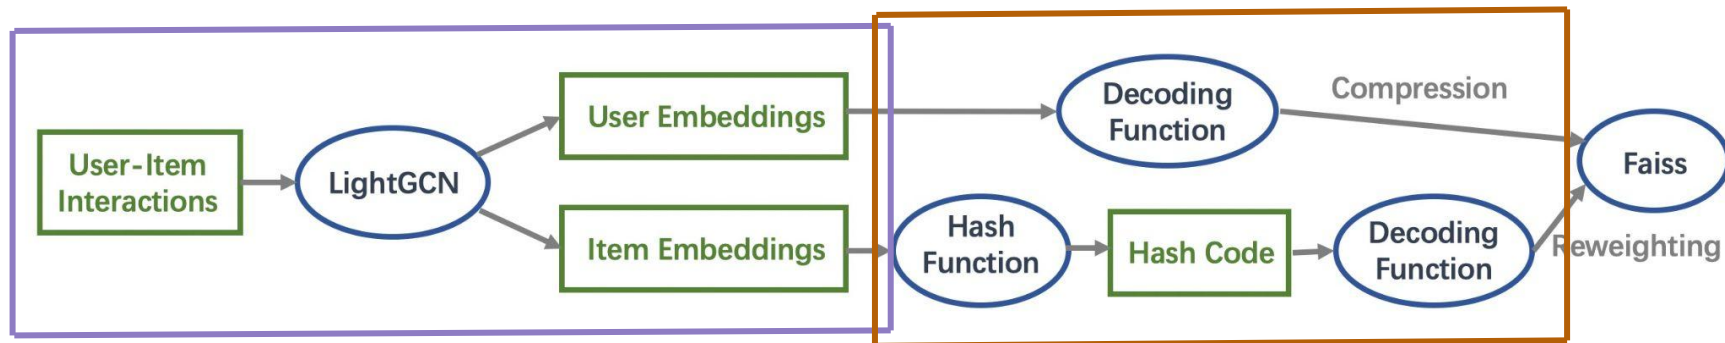 User-Item
Interactions
LightGCN
User Embeddings
Item Embeddings
Decoding
Function
Compression
Hash
Function
Hash Code
Decoding
Function
Reweighting
Faiss